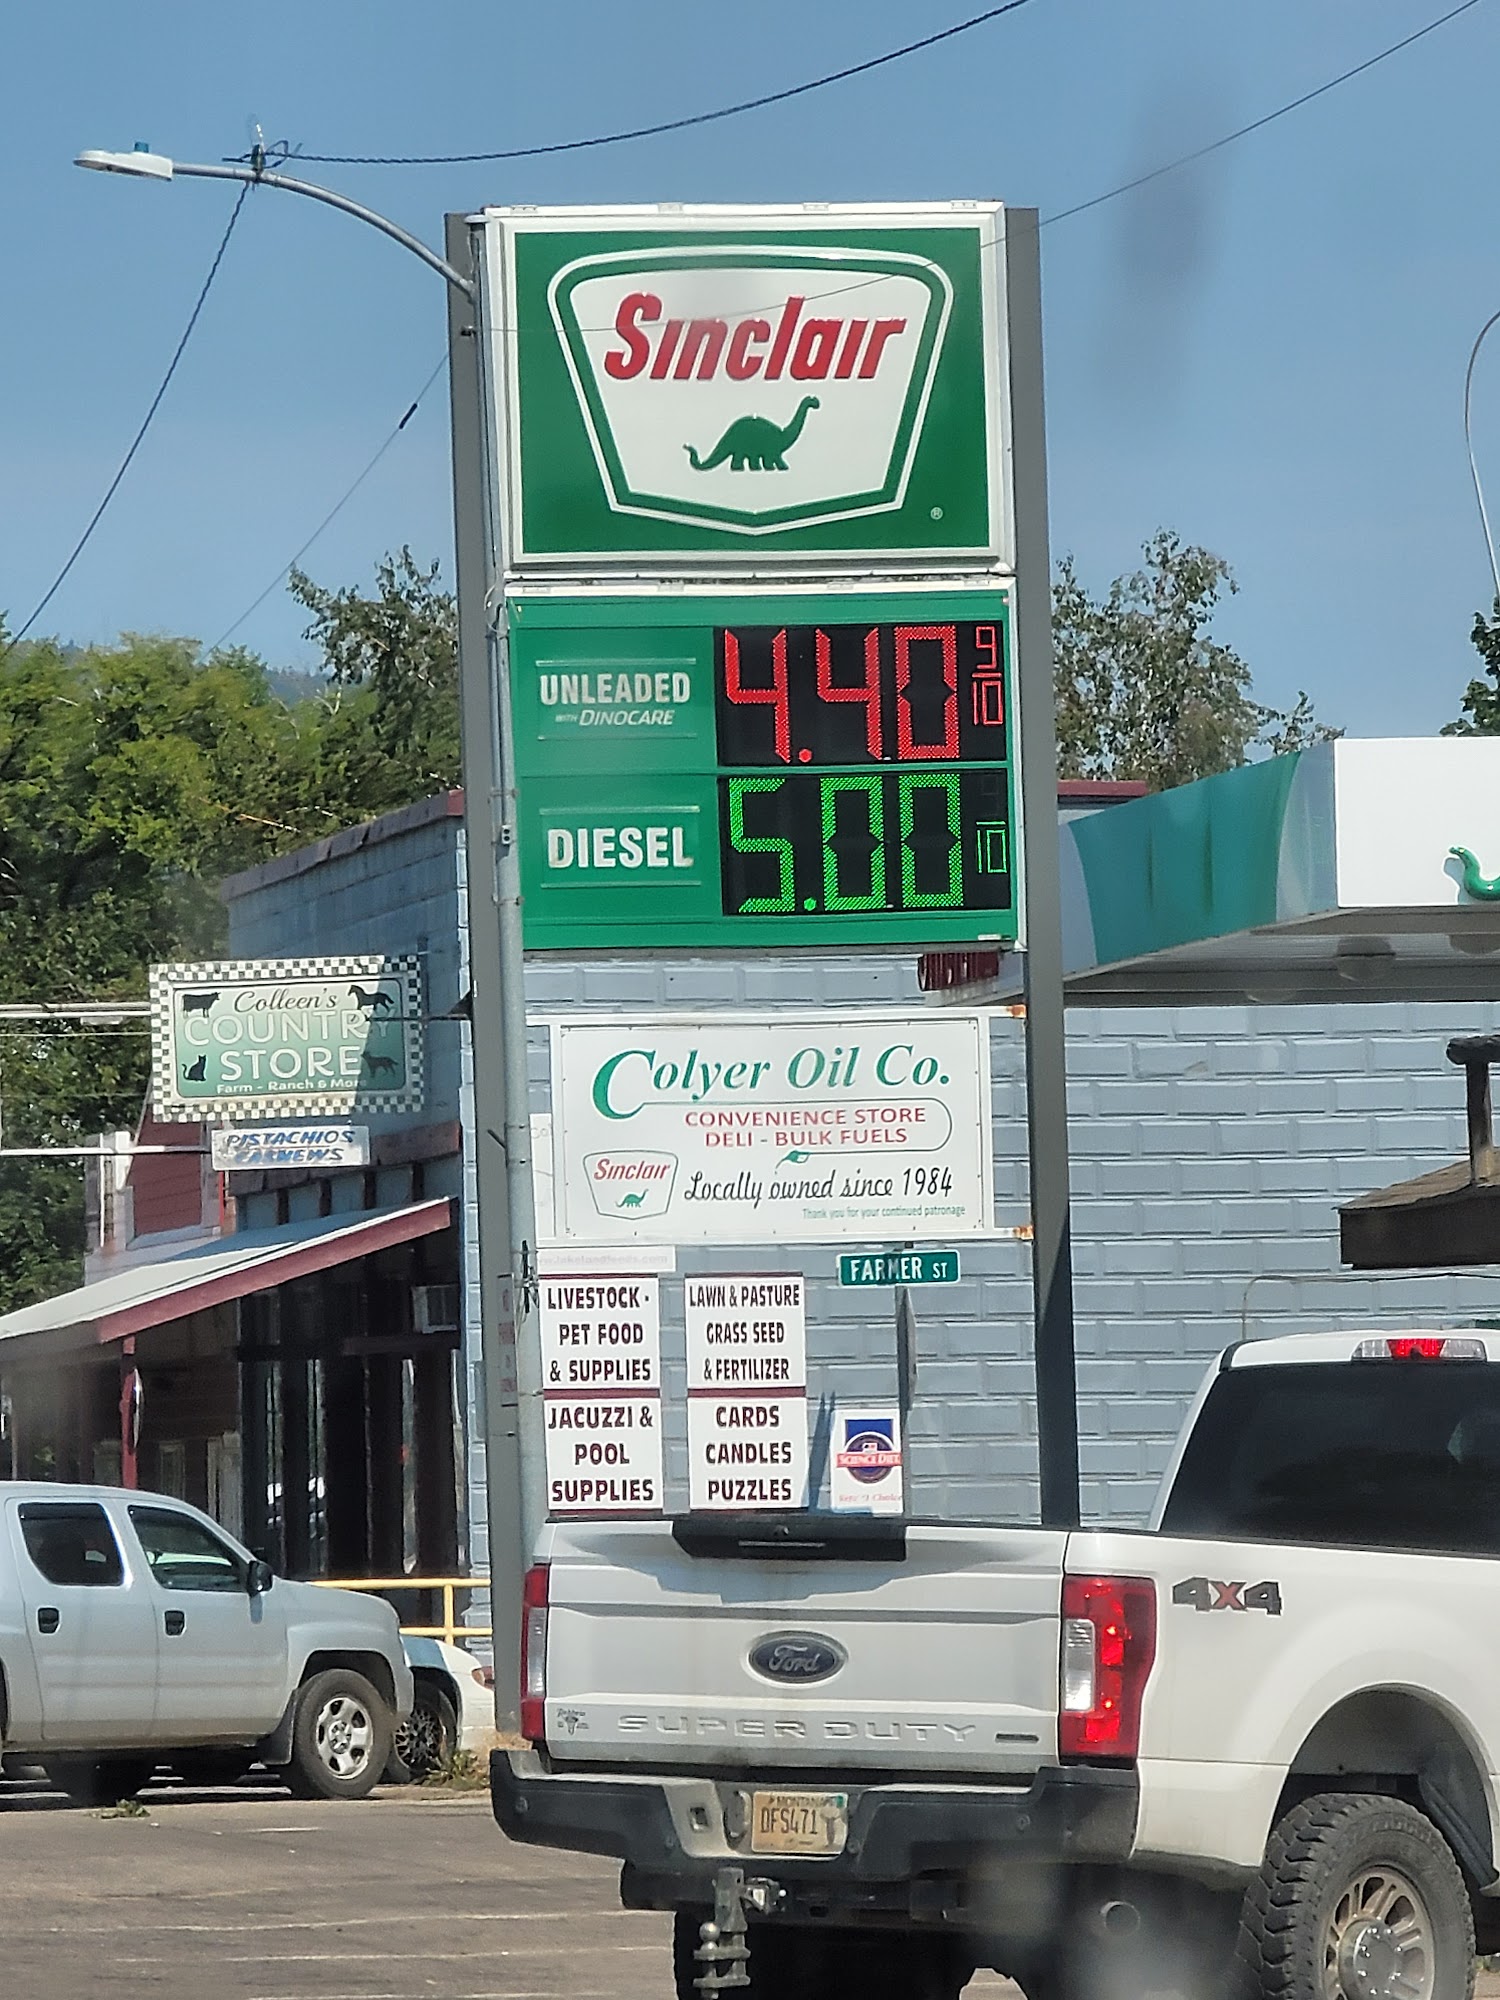 Sinclair
®
UNLEADED
WITH DINOCARE
4.40 9/10
DIESEL
5.00 10
Colleen's
COUNTRY
STORE
Farm - Ranch & More
PISTACHIOS
CASHEWS
Colyer Oil Co.
CONVENIENCE STORE
DELI - BULK FUELS
Sinclair
Locally owned since 1984
Thank you for your continued patronage
FARMER ST
LIVESTOCK -
PET FOOD
& SUPPLIES
JACUZZI &
POOL
SUPPLIES
LAWN & PASTURE
GRASS SEED
& FERTILIZER
CARDS
CANDLES
PUZZLES
SCIENCE DIET
4x4
Ford
SUPER DUTY
MONTANA
DFS471